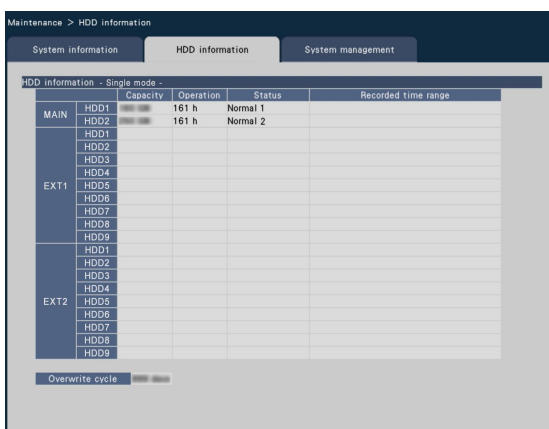 Maintenance > HDD information
System information HDD information System management
HDD information - Single mode -
Capacity Operation Status Recorded time range
MAIN HDD1 161 h Normal 1
HDD2 161 h Normal 2
EXT1 HDD1
HDD2
HDD3
HDD4
HDD5
HDD6
HDD7
HDD8
HDD9
EXT2 HDD1
HDD2
HDD3
HDD4
HDD5
HDD6
HDD7
HDD8
HDD9
Overwrite cycle